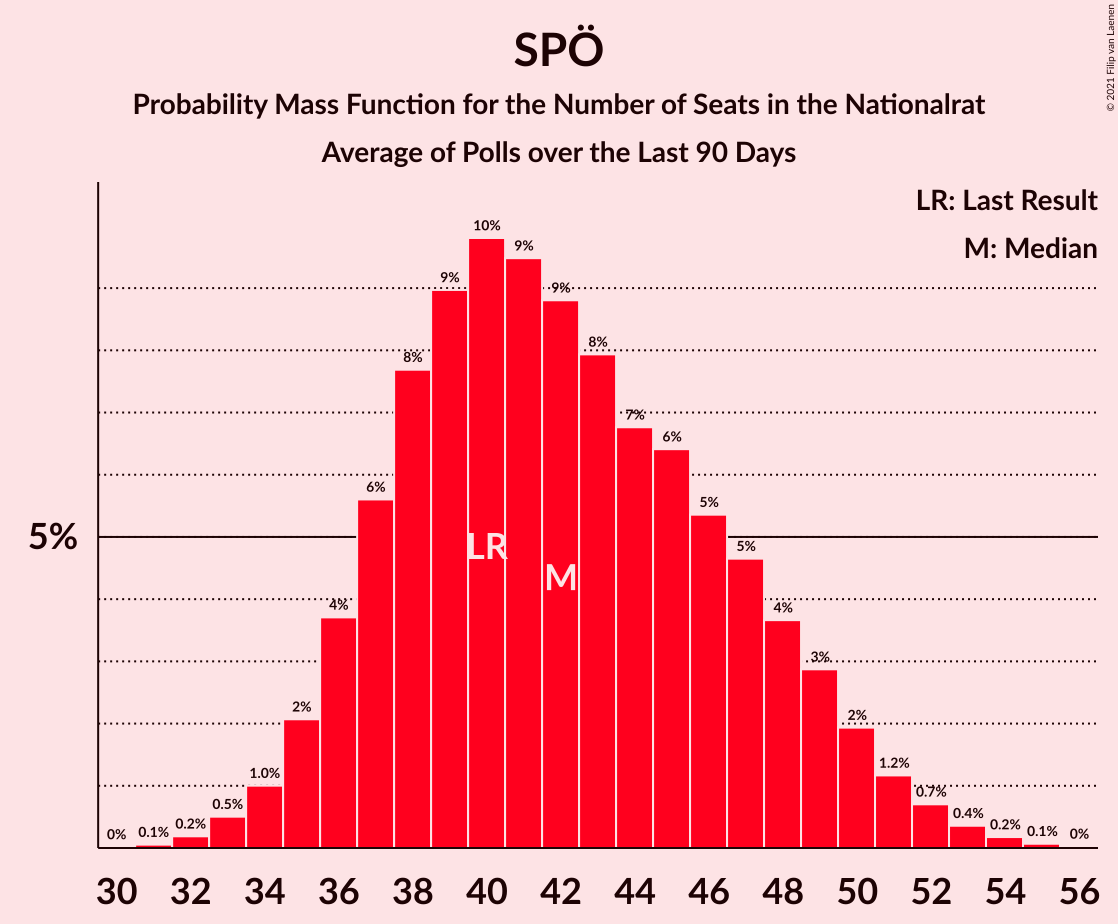 SPÖ
Probability Mass Function for the Number of Seats in the Nationalrat
Average of Polls over the Last 90 Days
© 2021 Filip van Laenen
LR: Last Result
M: Median
5%
0% 0.1% 0.2% 0.5% 1.0% 2% 4% 6% 8% 9% 10% 9% 9% 8% 7% 6% 5% 5% 4% 3% 2% 1.2% 0.7% 0.4% 0.2% 0.1% 0%
LR
M
30 32 34 36 38 40 42 44 46 48 50 52 54 56